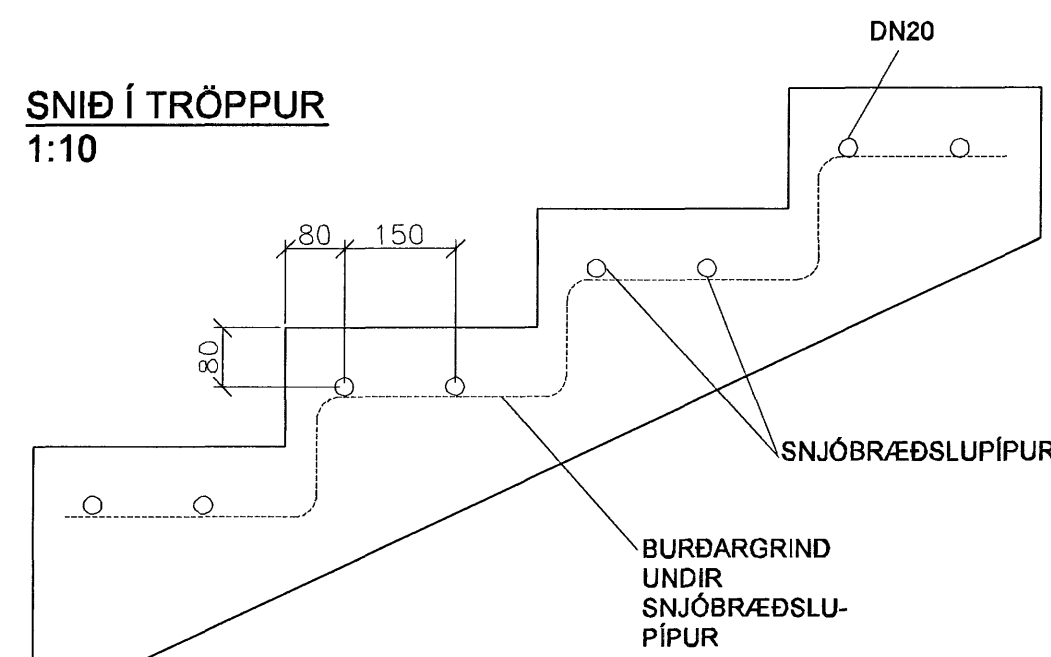 DN20
SNIÐ Í TRÖPPUR
1:10
80
150
80
SNJÓBRÆÐSLUPÍPUR
BURÐARGRIND
UNDIR
SNJÓBRÆÐSLU-
PÍPUR